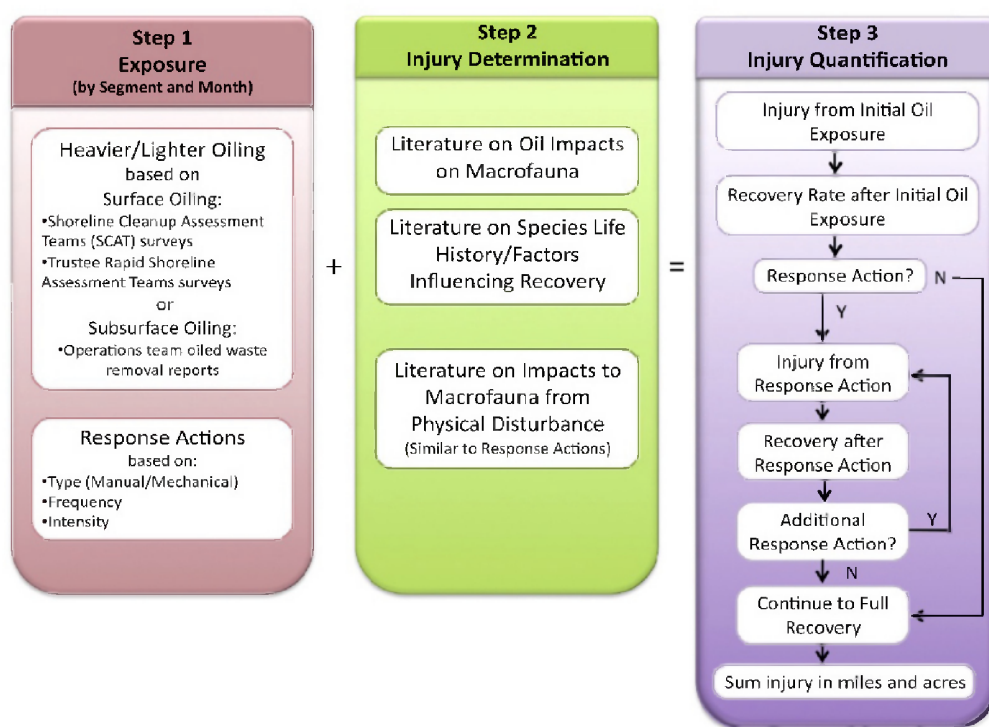 Step 1
Exposure
(by Segment and Month)
Heavier/Lighter Oiling
based on
Surface Oiling:
•Shoreline Cleanup Assessment
Teams (SCAT) surveys
•Trustee Rapid Shoreline
Assessment Teams surveys
or
Subsurface Oiling:
•Operations team oiled waste
removal reports
Response Actions
based on:
•Type (Manual/Mechanical)
•Frequency
•Intensity
+
Step 2
Injury Determination
Literature on Oil Impacts
on Macrofauna
Literature on Species Life
History/Factors
Influencing Recovery
Literature on Impacts to
Macrofauna from
Physical Disturbance
(Similar to Response Actions)
=
Step 3
Injury Quantification
Injury from Initial Oil
Exposure
Recovery Rate after Initial Oil
Exposure
Response Action?
N
Y
Injury from
Response Action
Recovery after
Response Action
Additional
Response Action?
Y
N
Continue to Full
Recovery
Sum injury in miles and acres